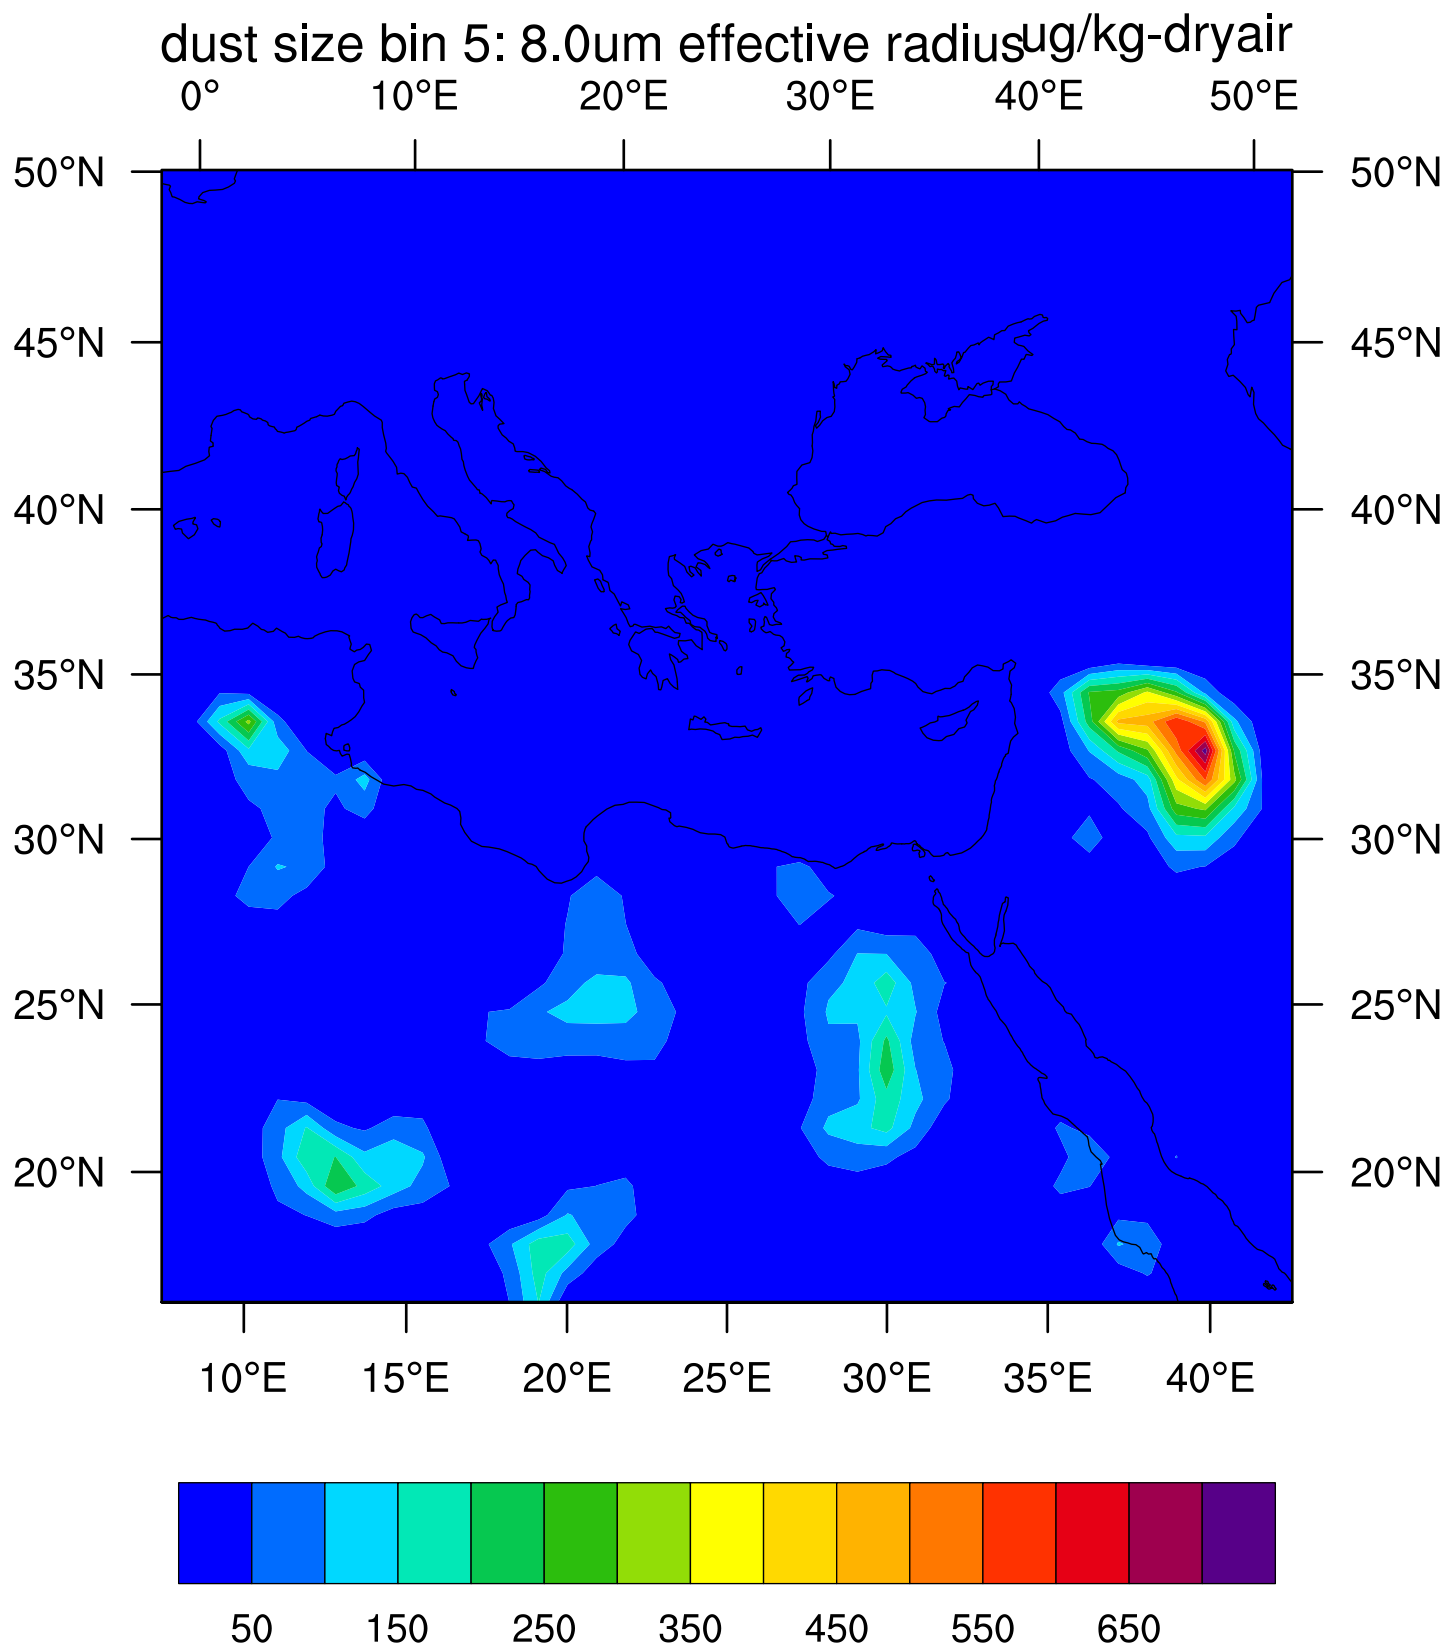 dust size bin 5: 8.0um effective radius ug/kg-dryair
0° 10°E 20°E 30°E 40°E 50°E
50°N 50°N
45°N 45°N
40°N 40°N
35°N 35°N
30°N 30°N
25°N 25°N
20°N 20°N
10°E 15°E 20°E 25°E 30°E 35°E 40°E
50 150 250 350 450 550 650